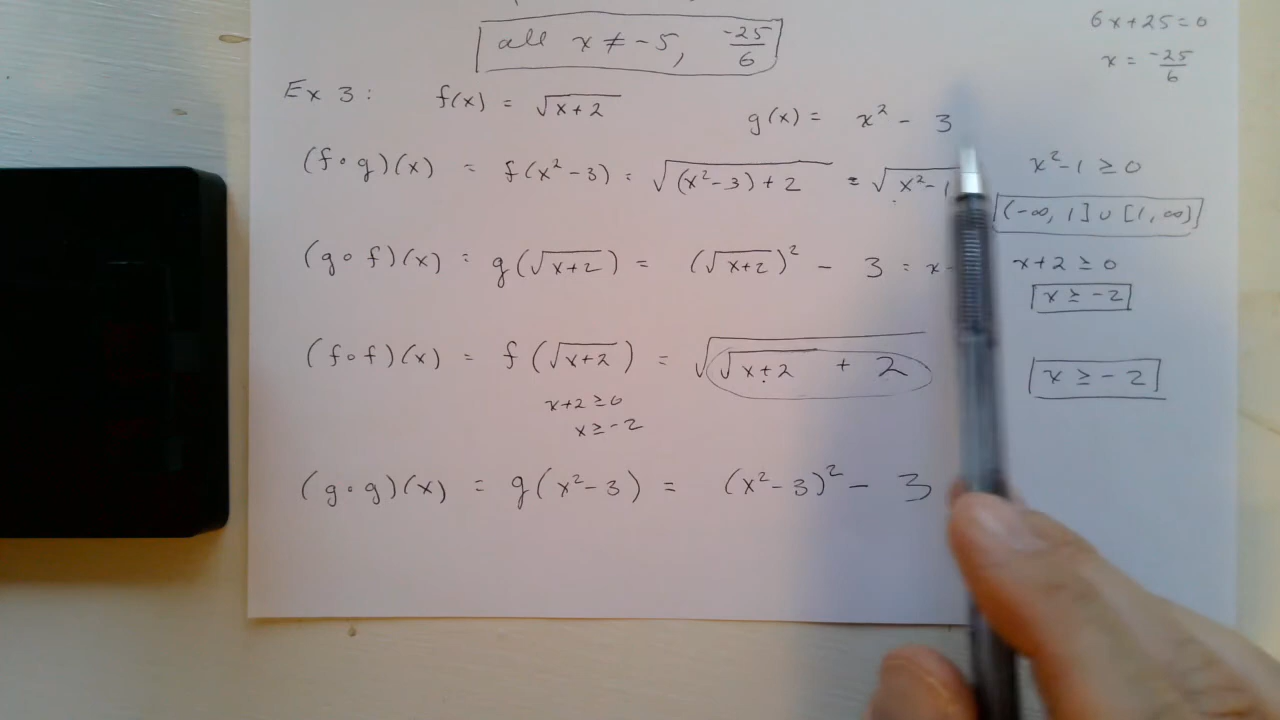 all x ≠ -5, -25/6
6x+25=0
x = -25/6
Ex 3: f(x) = √(x+2) g(x) = x² - 3
(f∘g)(x) = f(x²-3) = √((x²-3)+2) = √(x²-1) x²-1 ≥ 0
(-∞, 1] ∪ [1, ∞)
(g∘f)(x) = g(√(x+2)) = (√(x+2))² - 3 = x - x+2 ≥ 0
x ≥ -2
(f∘f)(x) = f(√(x+2)) = √(√(x+2) + 2) x ≥ -2
x+2 ≥ 0
x ≥ -2
(g∘g)(x) = g(x²-3) = (x²-3)² - 3